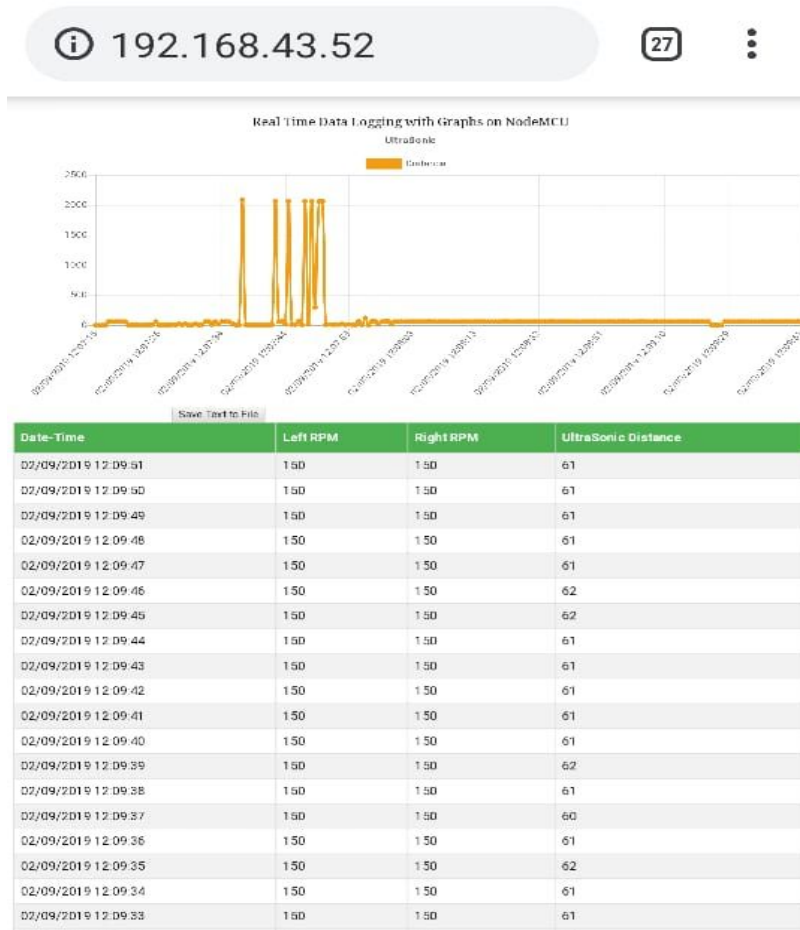 192.168.43.52
27
Real Time Data Logging with Graphs on NodeMCU
UltraSonic
Distance
2500
2000
1500
1000
500
0
Save Text to File
Date-Time Left RPM Right RPM UltraSonic Distance
02/09/2019 12:09:51 150 150 61
02/09/2019 12:09:50 150 150 61
02/09/2019 12:09:49 150 150 61
02/09/2019 12:09:48 150 150 61
02/09/2019 12:09:47 150 150 61
02/09/2019 12:09:46 150 150 62
02/09/2019 12:09:45 150 150 62
02/09/2019 12:09:44 150 150 61
02/09/2019 12:09:43 150 150 61
02/09/2019 12:09:42 150 150 61
02/09/2019 12:09:41 150 150 61
02/09/2019 12:09:40 150 150 61
02/09/2019 12:09:39 150 150 62
02/09/2019 12:09:38 150 150 61
02/09/2019 12:09:37 150 150 60
02/09/2019 12:09:36 150 150 61
02/09/2019 12:09:35 150 150 62
02/09/2019 12:09:34 150 150 61
02/09/2019 12:09:33 150 150 61